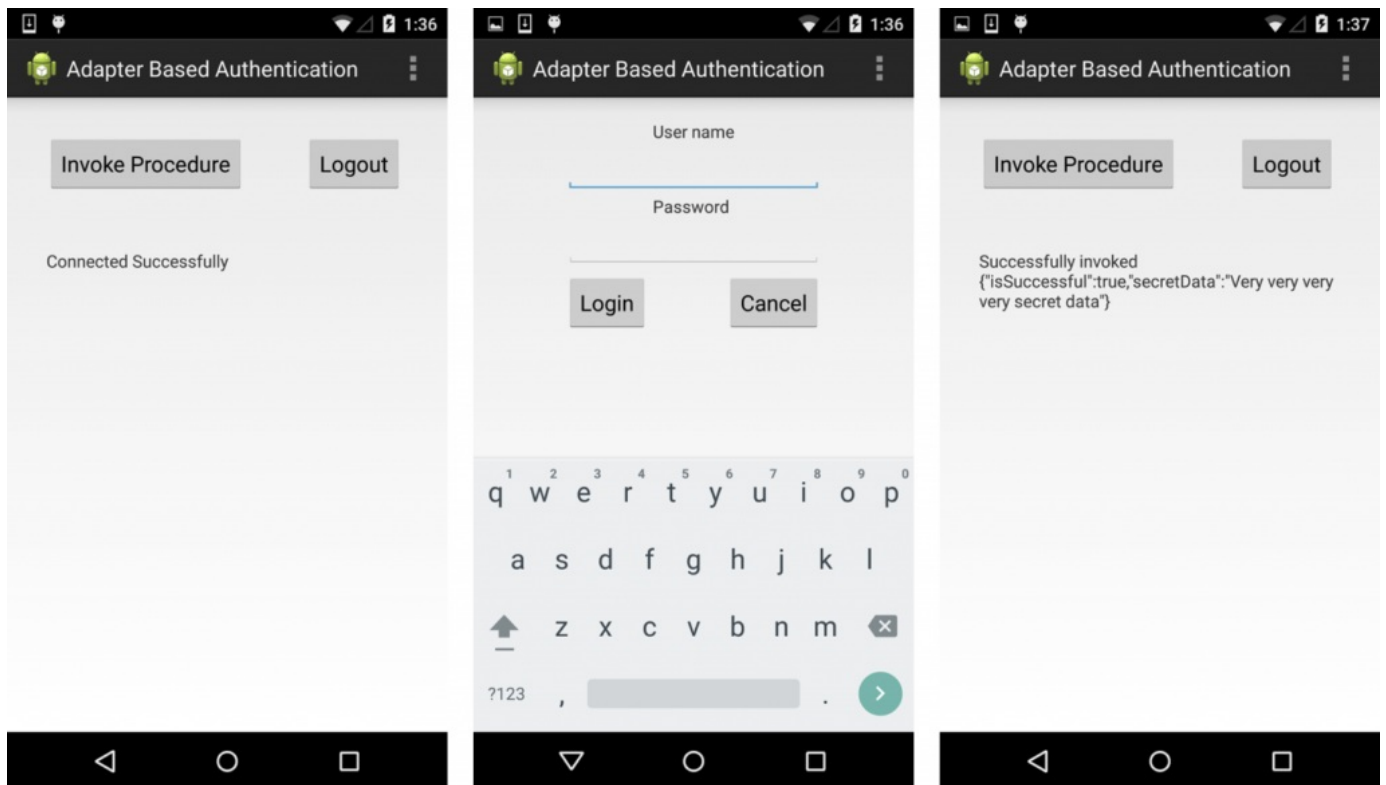 1:36
Adapter Based Authentication
Invoke Procedure
Logout
Connected Successfully
1:36
Adapter Based Authentication
User name
Password
Login
Cancel
1 2 3 4 5 6 7 8 9 0
q w e r t y u i o p
a s d f g h j k l
z x c v b n m
?123 , .
1:37
Adapter Based Authentication
Invoke Procedure
Logout
Successfully invoked
{"isSuccessful":true,"secretData":"Very very very
very secret data"}